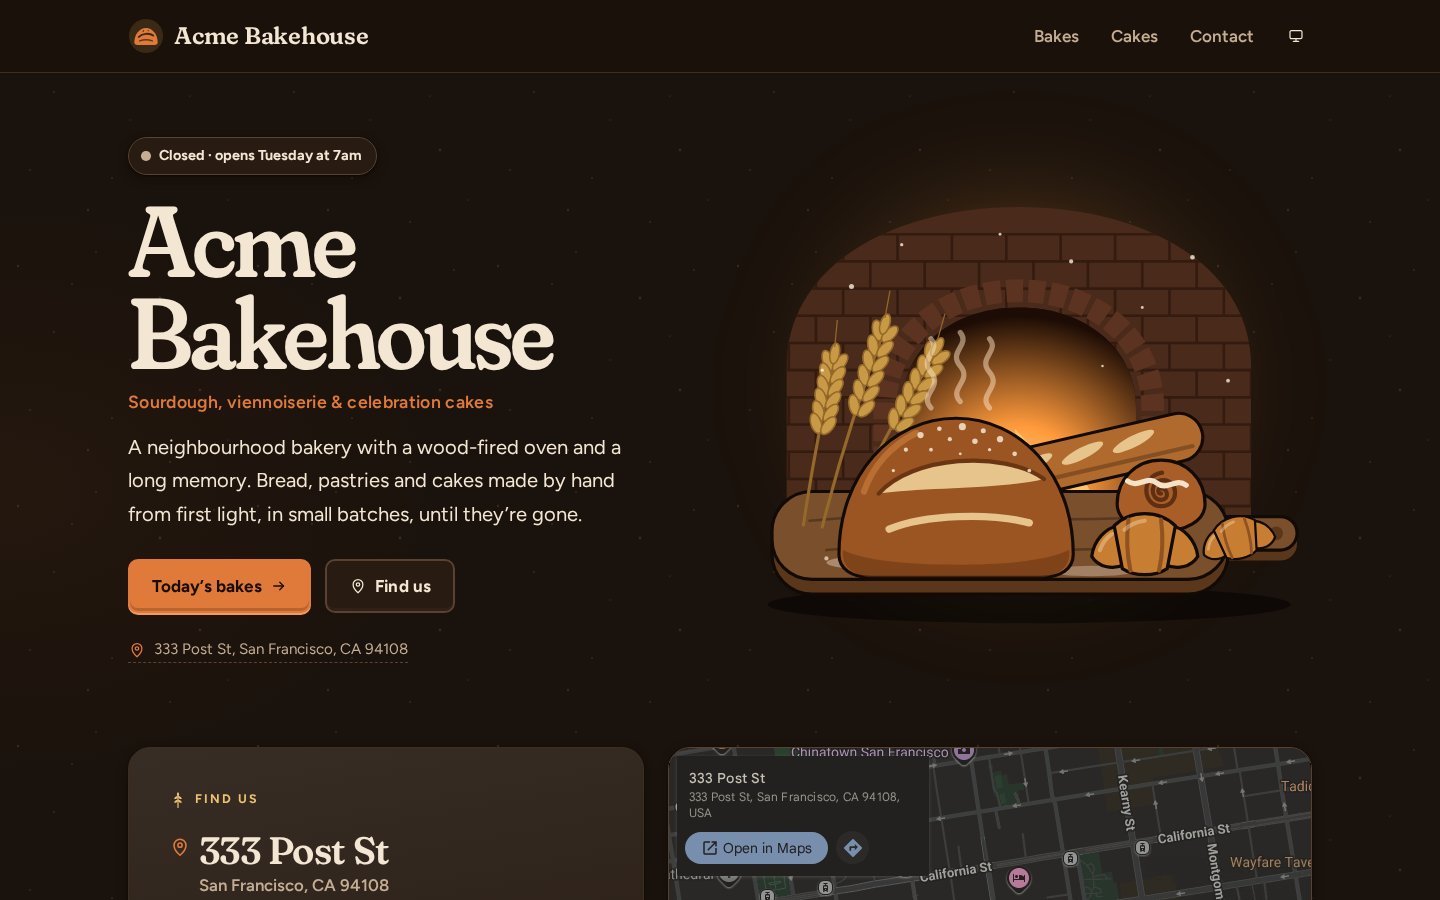 Acme Bakehouse
Bakes
Cakes
Contact
Closed · opens Tuesday at 7am
Acme
Bakehouse
Sourdough, viennoiserie & celebration cakes
A neighbourhood bakery with a wood-fired oven and a
long memory. Bread, pastries and cakes made by hand
from first light, in small batches, until they’re gone.
Today’s bakes
Find us
333 Post St, San Francisco, CA 94108
FIND US
333 Post St
San Francisco, CA 94108
Chinatown San Francisco
333 Post St
333 Post St, San Francisco, CA 94108,
USA
Open in Maps
Kearny St
California St
California St
Montgom
Wayfare Tave
Tadic